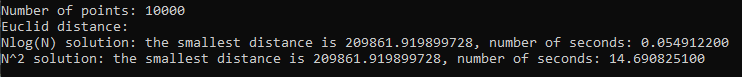 Number of points: 10000
Euclid distance:
Nlog(N) solution: the smallest distance is 209861.919899728, number of seconds: 0.054912200
N^2 solution: the smallest distance is 209861.919899728, number of seconds: 14.690825100